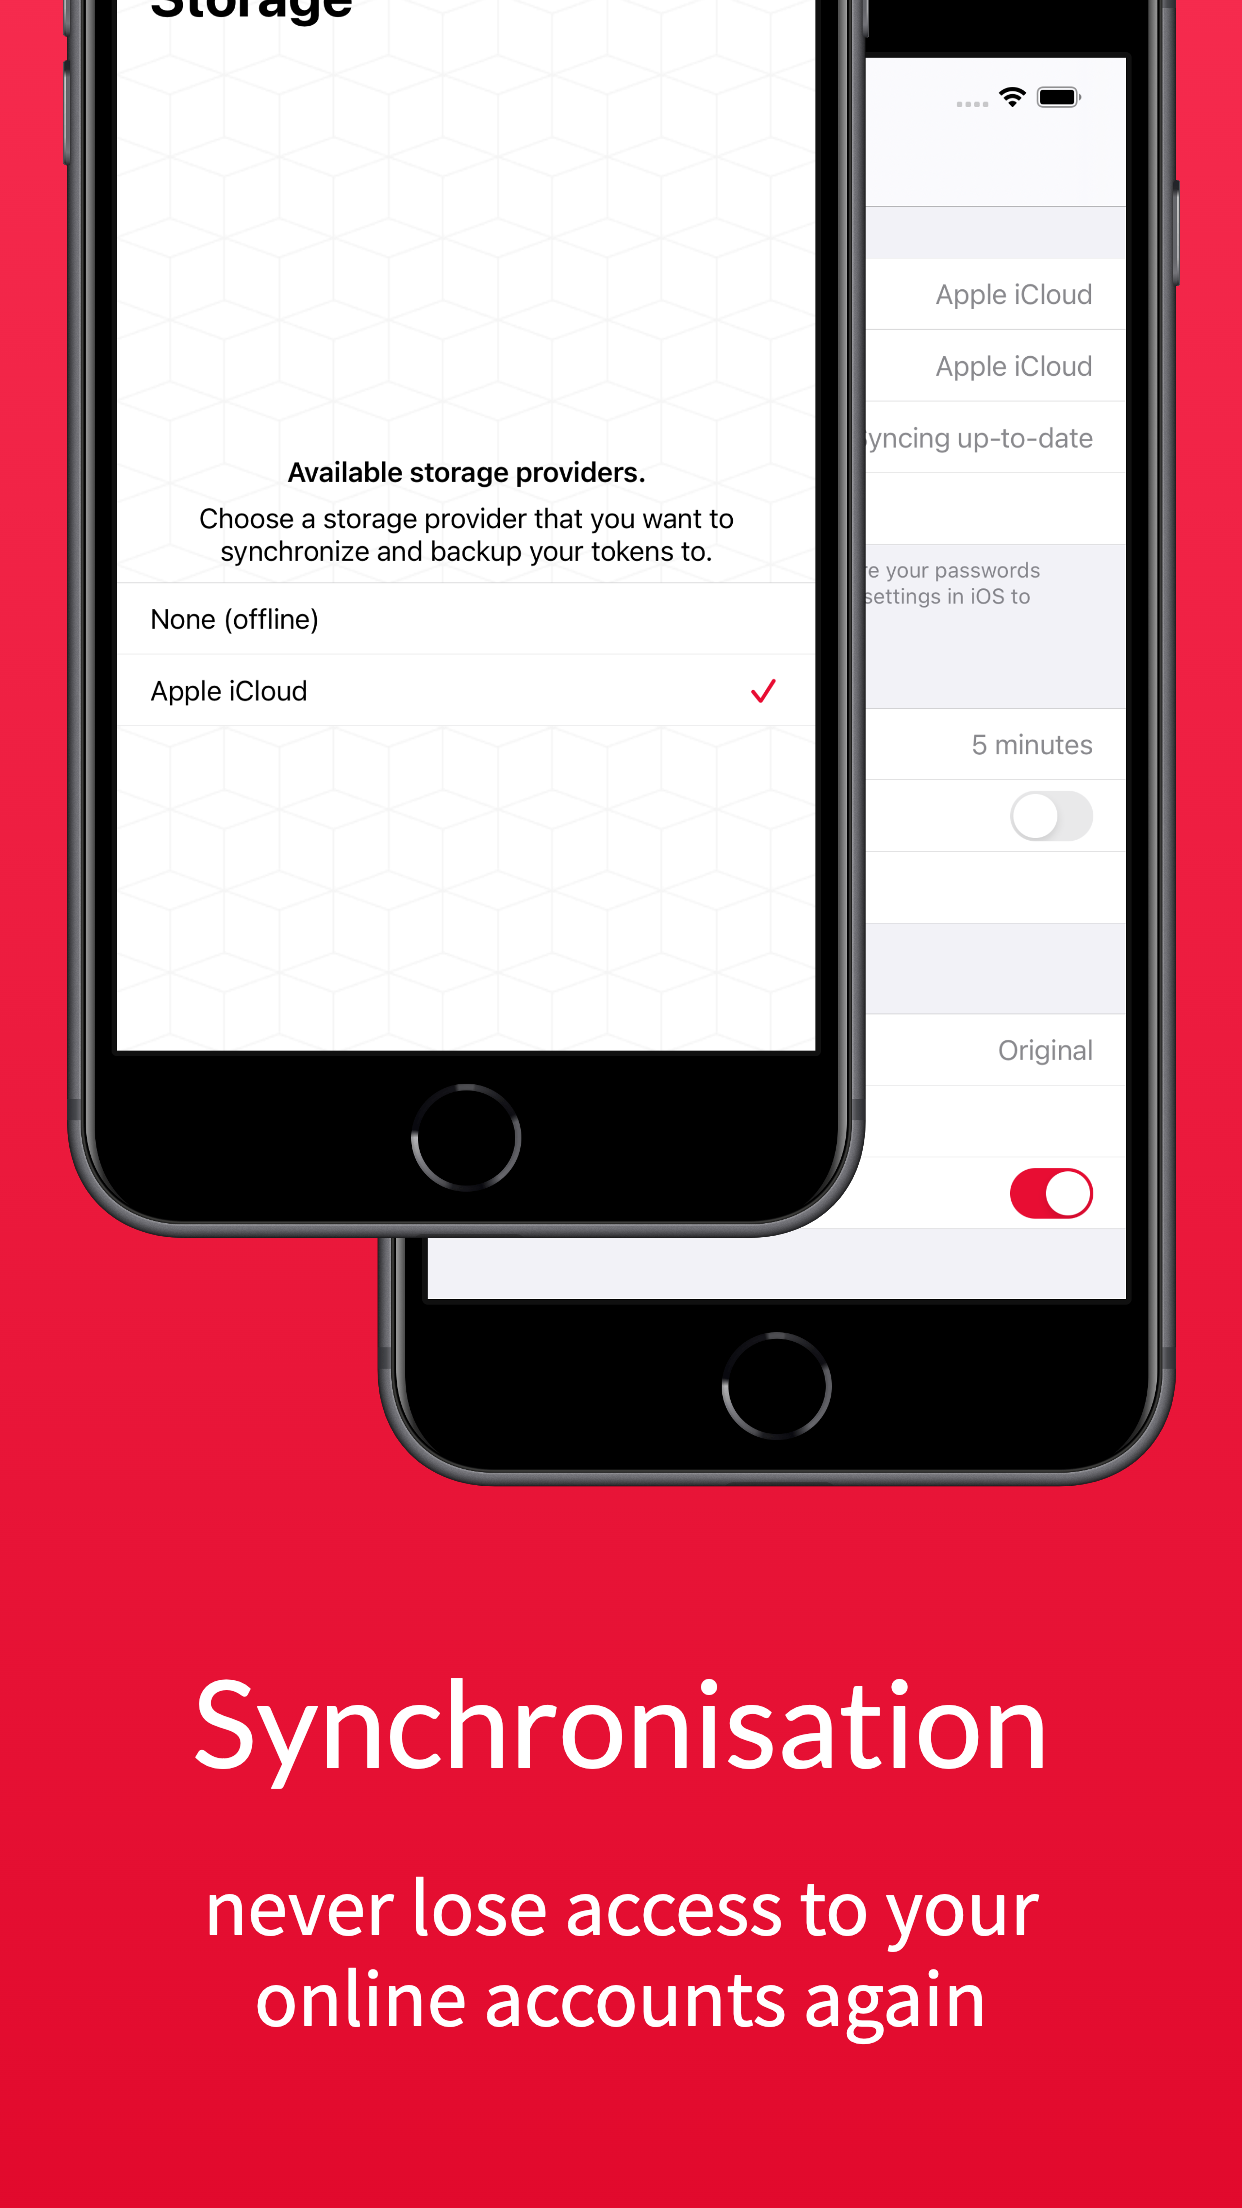 Storage
Available storage providers.
Choose a storage provider that you want to
synchronize and backup your tokens to.
None (offline)
Apple iCloud
Apple iCloud
Apple iCloud
Syncing up-to-date
your passwords
settings in iOS to
5 minutes
Original
Synchronisation
never lose access to your
online accounts again